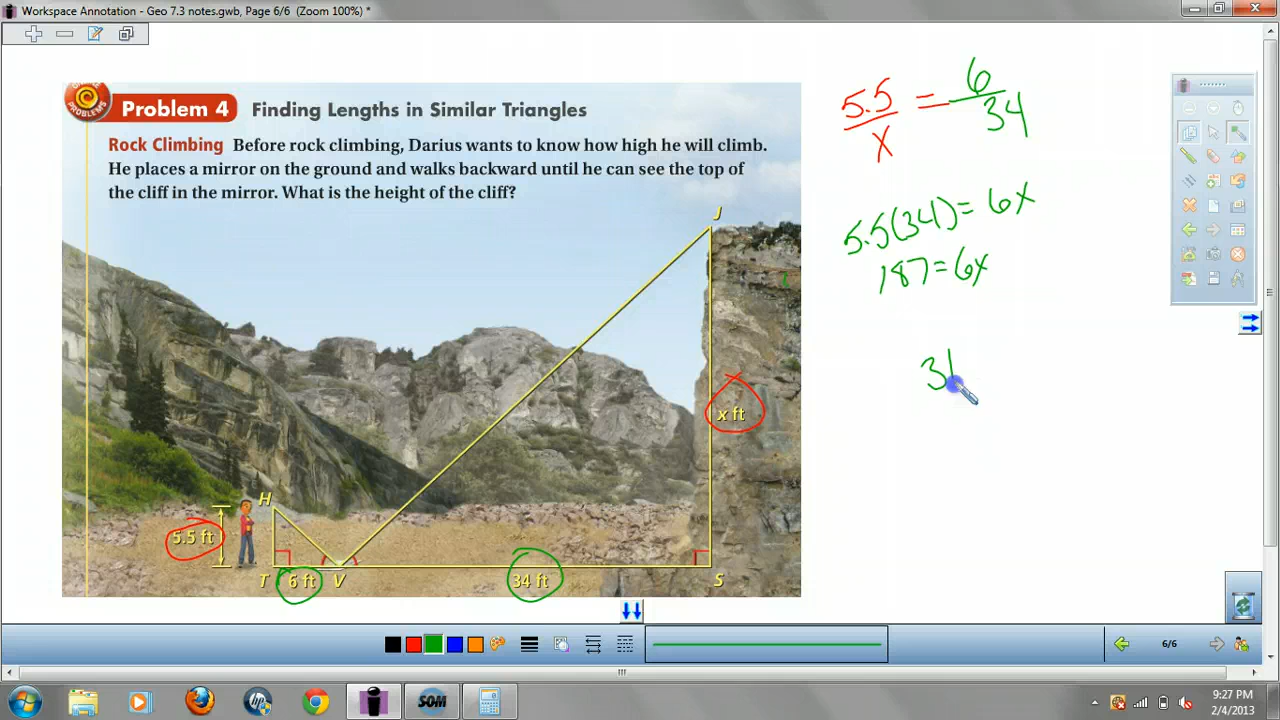 Workspace Annotation - Geo 7.3 notes.gwb, Page 6/6 (Zoom 100%) *
Problem 4 Finding Lengths in Similar Triangles
Rock Climbing Before rock climbing, Darius wants to know how high he will climb.
He places a mirror on the ground and walks backward until he can see the top of
the cliff in the mirror. What is the height of the cliff?
J
x ft
H
5.5 ft
T 6 ft V 34 ft S
5.5/x = 6/34
5.5(34) = 6x
187 = 6x
31
6/6
SOM
9:27 PM
2/4/2013